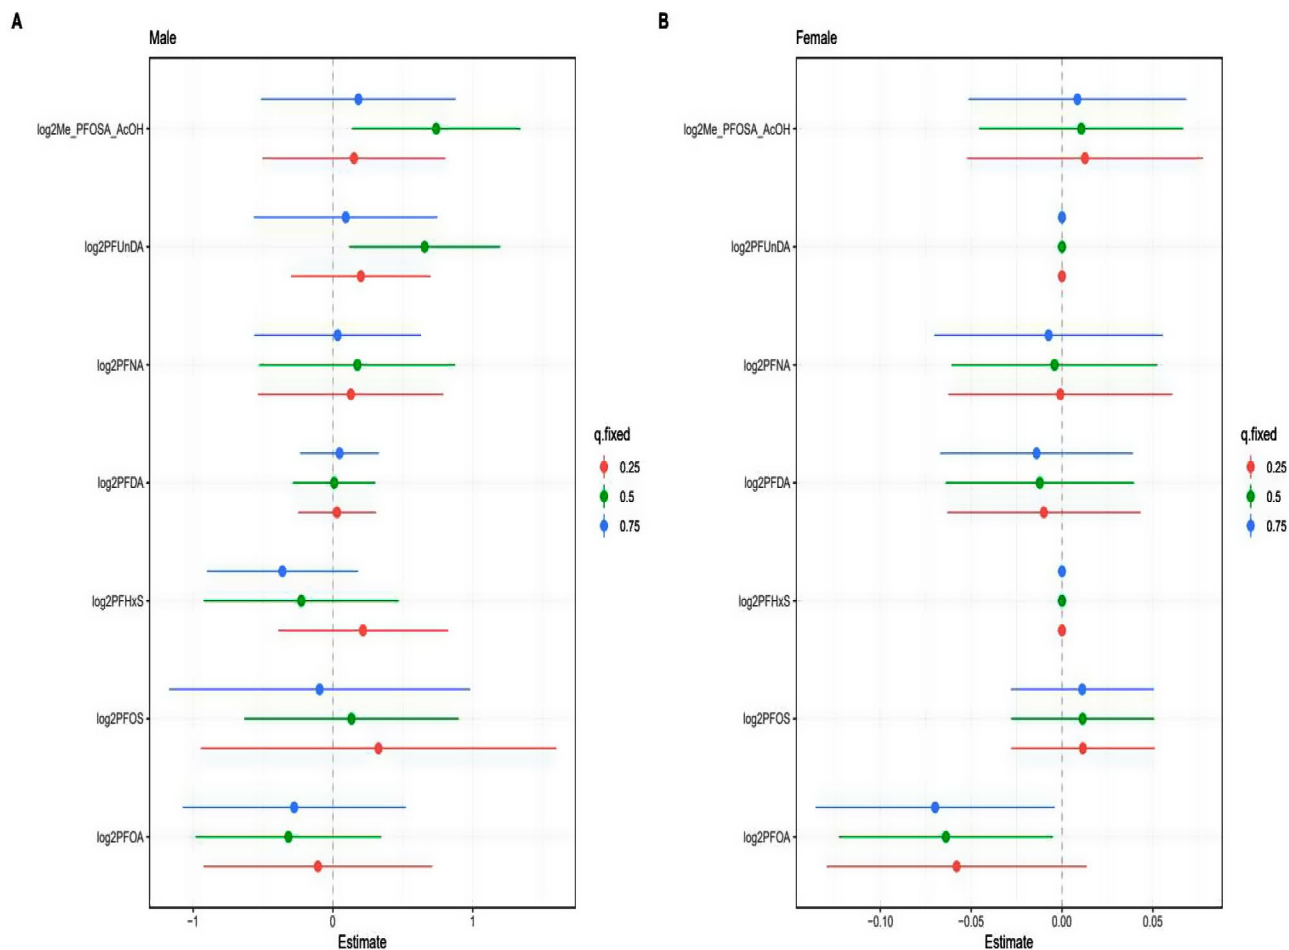 A
Male
log2Me_PFOSA_AcOH
log2PFUnDA
log2PFNA
log2PFDA
log2PFHxS
log2PFOS
log2PFOA
−1
0
1
Estimate
q.fixed
0.25
0.5
0.75
B
Female
log2Me_PFOSA_AcOH
log2PFUnDA
log2PFNA
log2PFDA
log2PFHxS
log2PFOS
log2PFOA
−0.10
−0.05
0.00
0.05
Estimate
q.fixed
0.25
0.5
0.75